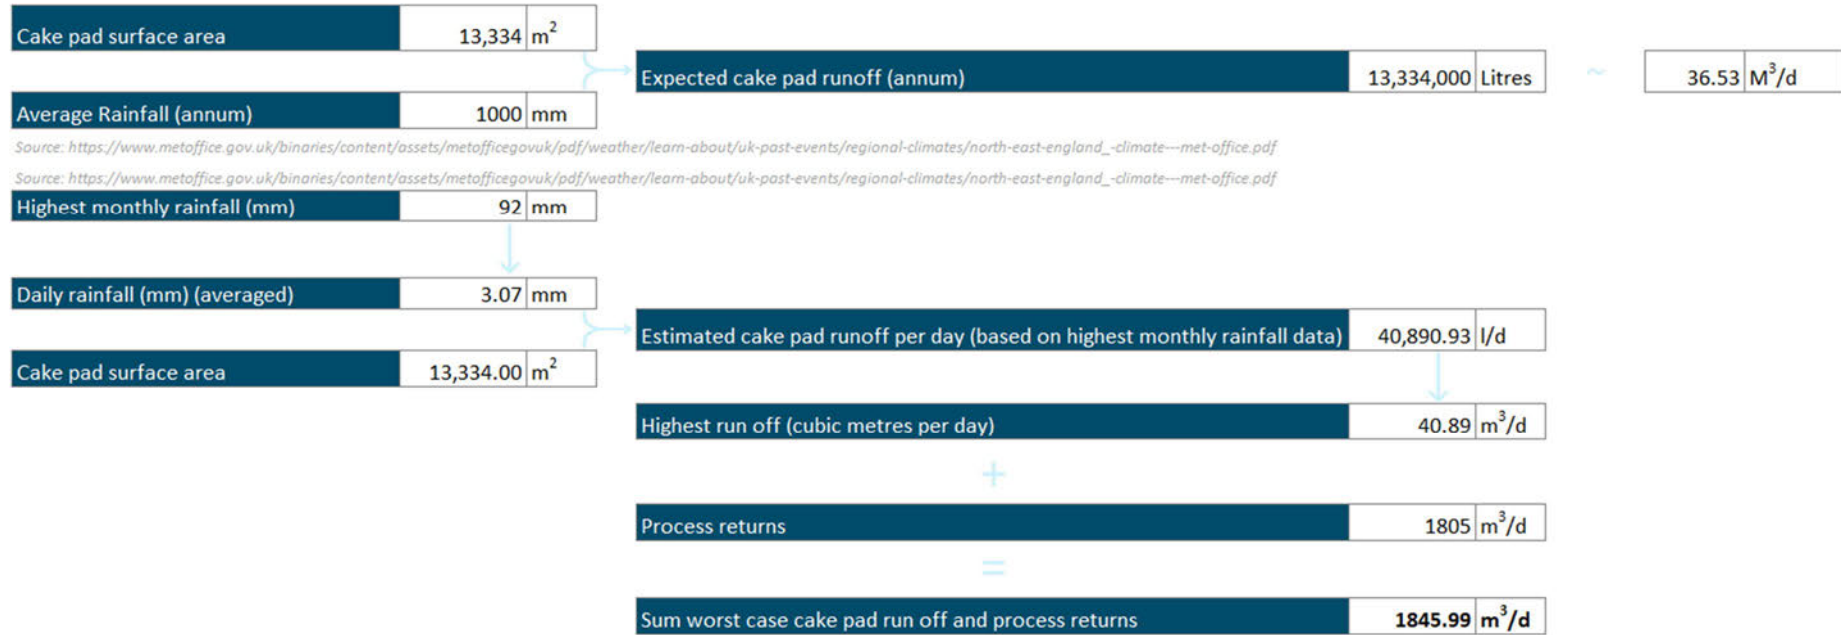 Cake pad surface area 13,334 m²
Expected cake pad runoff (annum) 13,334,000 Litres ~ 36.53 M³/d
Average Rainfall (annum) 1000 mm
Source: https://www.metoffice.gov.uk/binaries/content/assets/metofficegovuk/pdf/weather/learn-about/uk-past-events/regional-climates/north-east-england_-climate---met-office.pdf
Source: https://www.metoffice.gov.uk/binaries/content/assets/metofficegovuk/pdf/weather/learn-about/uk-past-events/regional-climates/north-east-england_-climate---met-office.pdf
Highest monthly rainfall (mm) 92 mm
Daily rainfall (mm) (averaged) 3.07 mm
Estimated cake pad runoff per day (based on highest monthly rainfall data) 40,890.93 l/d
Cake pad surface area 13,334.00 m²
Highest run off (cubic metres per day) 40.89 m³/d
+
Process returns 1805 m³/d
=
Sum worst case cake pad run off and process returns 1845.99 m³/d